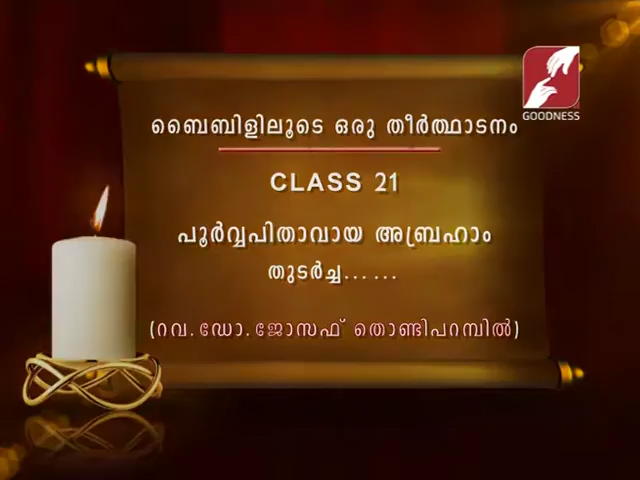 GOODNESS
ബൈബിളിലൂടെ ഒരു തീർത്ഥാടനം
CLASS 21
പൂർവ്വപിതാവായ അബ്രഹാം
തുടർച്ച......
(റവ.ഡോ.ജോസഫ് തൊണ്ടിപറമ്പിൽ)